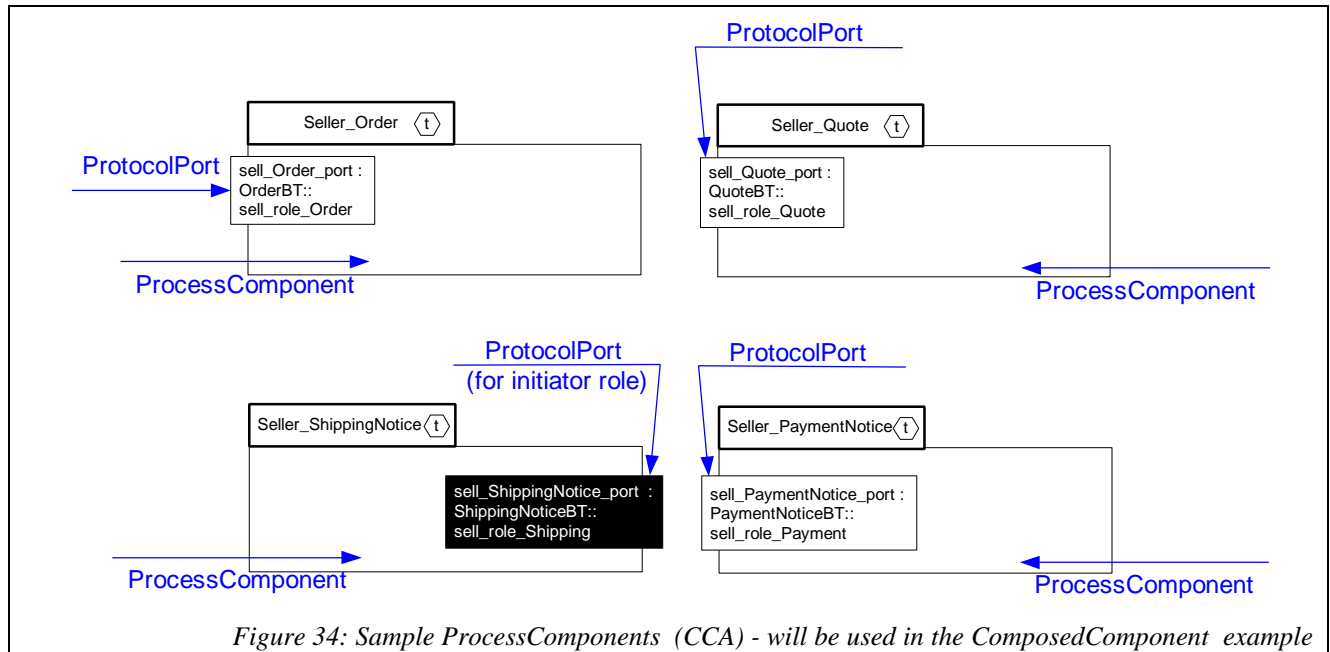 ProtocolPort
Seller_Order t
ProtocolPort
sell_Order_port :
OrderBT::
sell_role_Order
ProcessComponent
Seller_Quote t
sell_Quote_port :
QuoteBT::
sell_role_Quote
ProcessComponent
ProtocolPort
(for initiator role)
Seller_ShippingNotice t
sell_ShippingNotice_port :
ShippingNoticeBT::
sell_role_Shipping
ProcessComponent
ProtocolPort
Seller_PaymentNotice t
sell_PaymentNotice_port :
PaymentNoticeBT::
sell_role_Payment
ProcessComponent
Figure 34: Sample ProcessComponents (CCA) - will be used in the ComposedComponent example